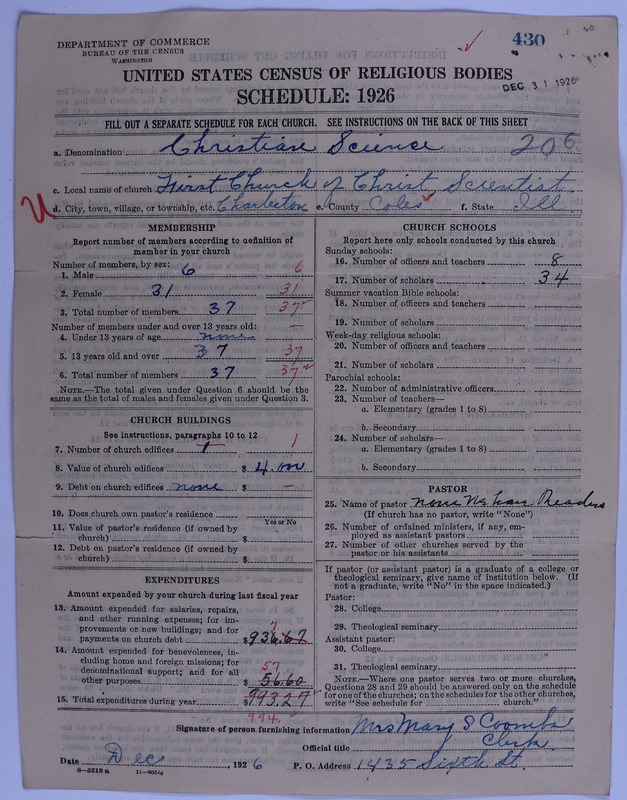 DEPARTMENT OF COMMERCE
BUREAU OF THE CENSUS
WASHINGTON
430
UNITED STATES CENSUS OF RELIGIOUS BODIES
DEC 31 1926
SCHEDULE: 1926
FILL OUT A SEPARATE SCHEDULE FOR EACH CHURCH. SEE INSTRUCTIONS ON THE BACK OF THIS SHEET
a. Denomination Christian Science 206
c. Local name of church First Church of Christ Scientist
d. City, town, village, or township, etc. Charleston e. County Coles f. State Ill
MEMBERSHIP
Report number of members according to definition of
member in your church
Number of members, by sex:
1. Male 6 6
2. Female 31 31
3. Total number of members 37 37
Number of members under and over 13 years old:
4. Under 13 years of age none –
5. 13 years old and over 37 37
6. Total number of members 37 37
NOTE.—The total given under Question 6 should be
same as the total of males and females given under Question 3.
CHURCH BUILDINGS
See instructions, paragraphs 10 to 12
7. Number of church edifices 1 1
8. Value of church edifices $ 4.000
9. Debt on church edifices none $ –
10. Does church own pastor's residence
Yes or No
11. Value of pastor's residence (if owned by
church) $
12. Debt on pastor's residence (if owned by
church) $
EXPENDITURES
Amount expended by your church during last fiscal year
13. Amount expended for salaries, repairs,
and other running expenses; for im-
provements or new buildings; and for 7
payments on church debt $ 936.67
14. Amount expended for benevolences, in-
cluding home and foreign missions; for
denominational support; and for all 57
other purposes $ 56.60
15. Total expenditures during year $ 993.27
994.
CHURCH SCHOOLS
Report here only schools conducted by this church
Sunday schools:
16. Number of officers and teachers 8
17. Number of scholars 34
Summer vacation Bible schools:
18. Number of officers and teachers
19. Number of scholars
Week-day religious schools:
20. Number of officers and teachers
21. Number of scholars
Parochial schools:
22. Number of administrative officers
23. Number of teachers—
a. Elementary (grades 1 to 8)
b. Secondary
24. Number of scholars—
a. Elementary (grades 1 to 8)
b. Secondary
PASTOR
25. Name of pastor none Readers
(If church has no pastor, write "None")
26. Number of ordained ministers, if any, em-
ployed as assistant pastors
27. Number of other churches served by the
pastor or his assistants
If pastor (or assistant pastor) is a graduate of a college or
theological seminary, give name of institution below. (If
not a graduate, write "No" in the space indicated.)
Pastor:
28. College
29. Theological seminary
Assistant pastor:
30. College
31. Theological seminary
NOTE.—Where one pastor serves two or more churches,
Questions 28 and 29 should be answered only on the schedule
for one of the churches; on the schedules for the other churches,
write "See schedule for church."
Signature of person furnishing information Mrs Mary S Coombs
Official title Clerk
Date Dec, 1926 P. O. Address 1435 Sixth St.
8—5518 a